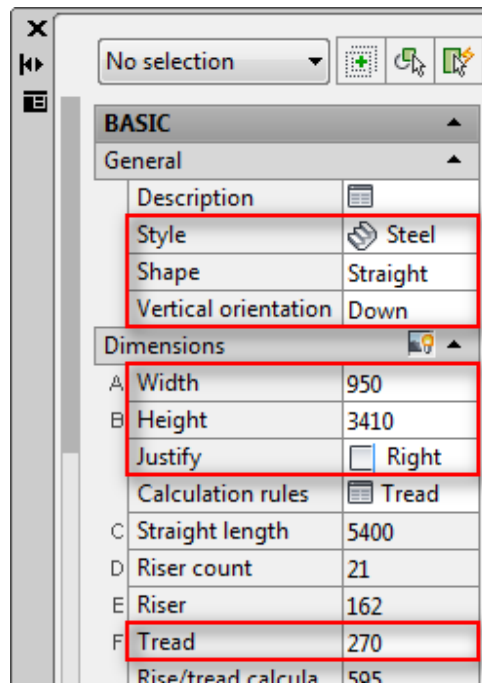 No selection
BASIC
General
Description
Style Steel
Shape Straight
Vertical orientation Down
Dimensions
A Width 950
B Height 3410
Justify Right
Calculation rules Tread
C Straight length 5400
D Riser count 21
E Riser 162
F Tread 270
Rise/tread calcula 595